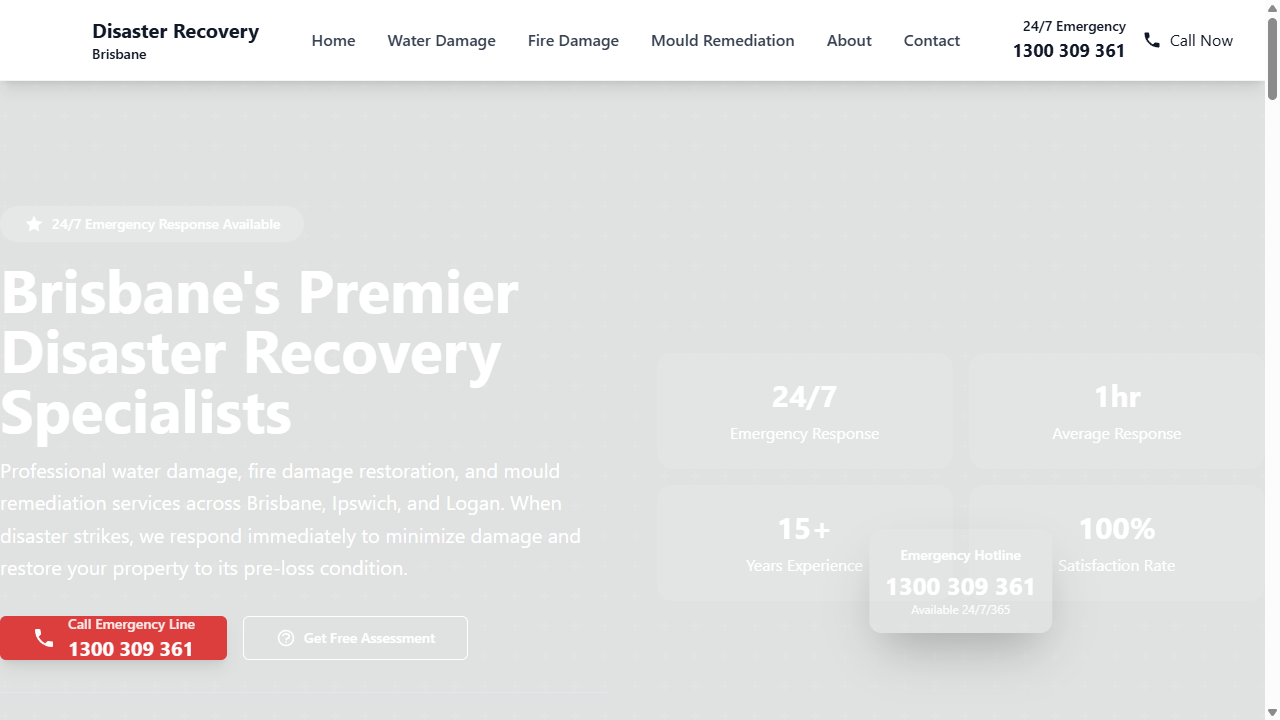 Disaster Recovery
Brisbane
Home
Water Damage
Fire Damage
Mould Remediation
About
Contact
24/7 Emergency
1300 309 361
Call Now
24/7 Emergency Response Available
Brisbane's Premier
Disaster Recovery
Specialists
Professional water damage, fire damage restoration, and mould
remediation services across Brisbane, Ipswich, and Logan. When
disaster strikes, we respond immediately to minimize damage and
restore your property to its pre-loss condition.
Call Emergency Line
1300 309 361
Get Free Assessment
24/7
Emergency Response
1hr
Average Response
15+
Years Experience
100%
Satisfaction Rate
Emergency Hotline
1300 309 361
Available 24/7/365